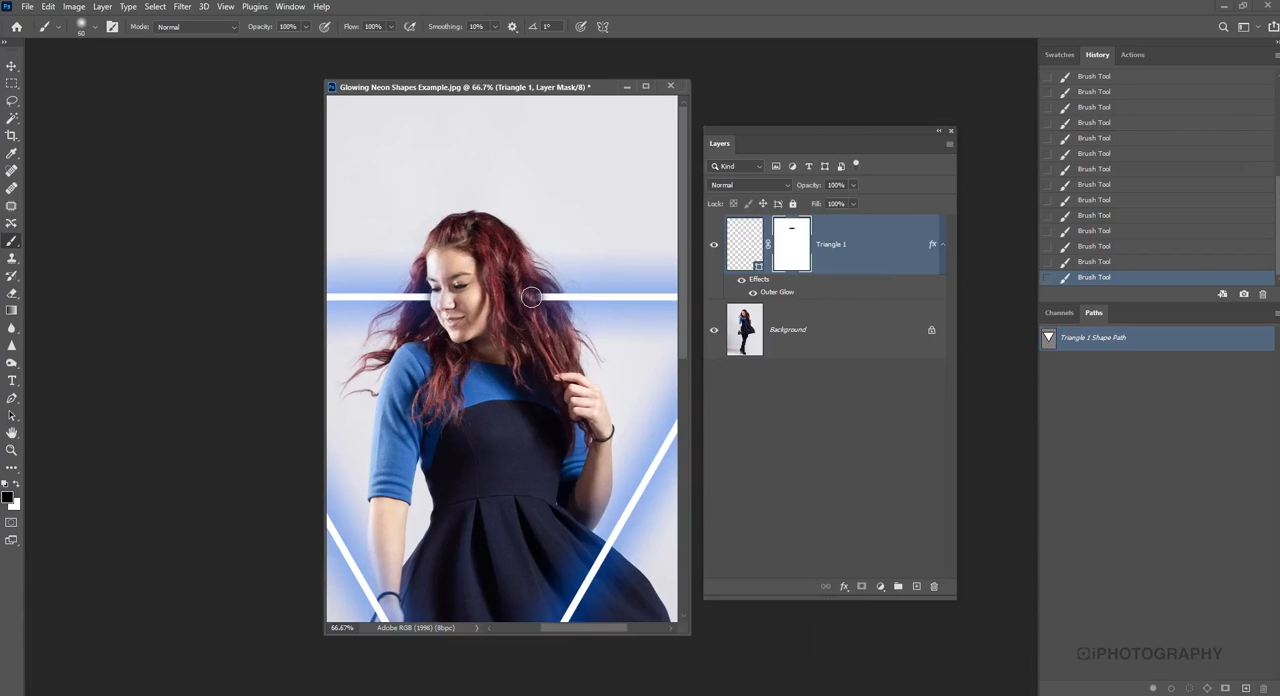 File Edit Image Layer Type Select Filter 3D View Plugins Window Help
60 Mode: Normal Opacity: 100% Flow: 100% Smoothing: 10% 1°
Glowing Neon Shapes Example.jpg @ 66.7% (Triangle 1, Layer Mask/8) *
Layers
Kind
Normal Opacity: 100%
Lock: Fill: 100%
Triangle 1 fx
Effects
Outer Glow
Background
fx
66.67% Adobe RGB (1998) (8bpc)
Swatches History Actions
Brush Tool
Brush Tool
Brush Tool
Brush Tool
Brush Tool
Brush Tool
Brush Tool
Brush Tool
Brush Tool
Brush Tool
Brush Tool
Brush Tool
Brush Tool
Brush Tool
Channels Paths
Triangle 1 Shape Path
iPHOTOGRAPHY